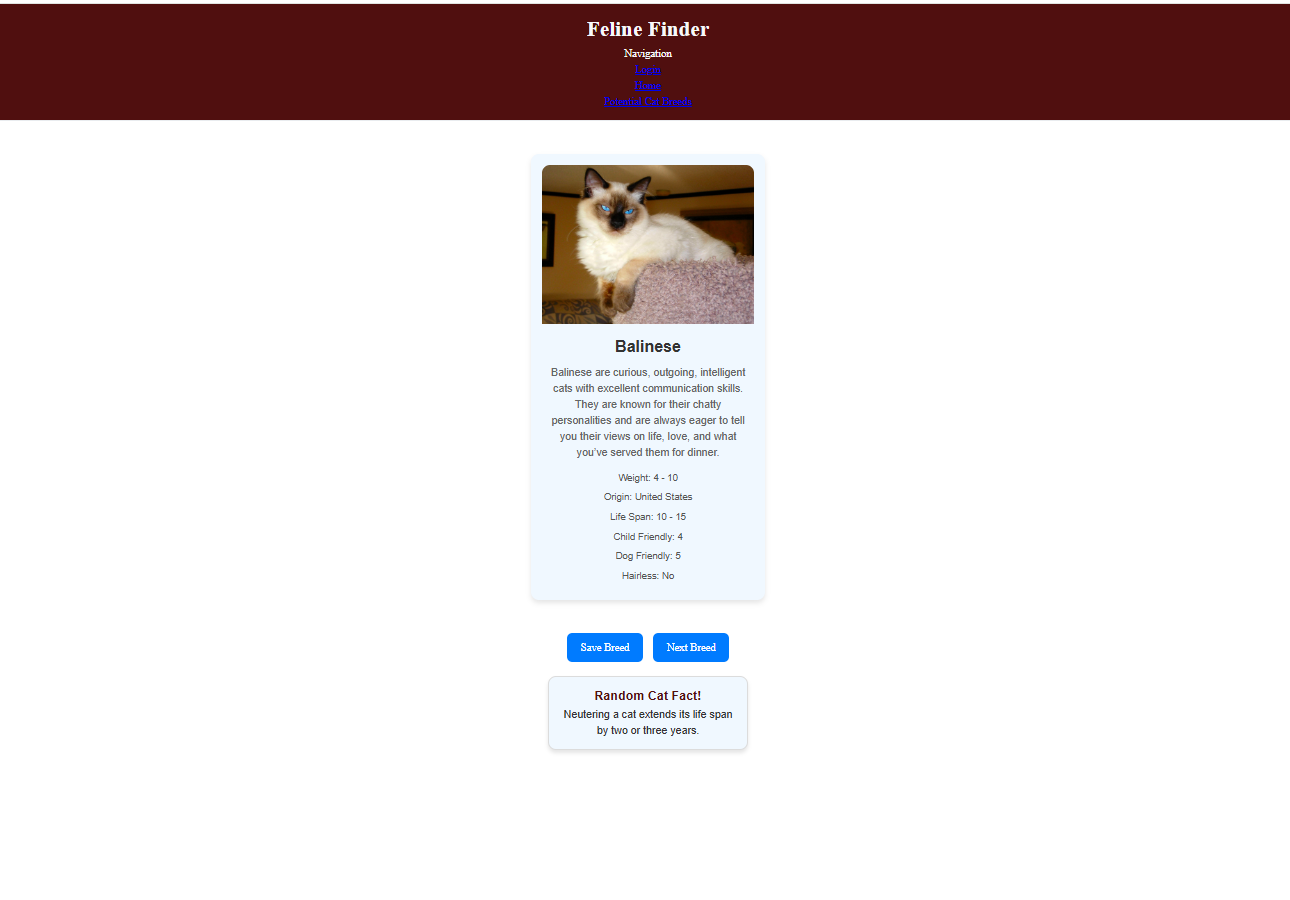 Feline Finder
Navigation
Login
Home
Potential Cat Breeds
Balinese
Balinese are curious, outgoing, intelligent
cats with excellent communication skills.
They are known for their chatty
personalities and are always eager to tell
you their views on life, love, and what
you've served them for dinner.
Weight: 4 - 10
Origin: United States
Life Span: 10 - 15
Child Friendly: 4
Dog Friendly: 5
Hairless: No
Save Breed
Next Breed
Random Cat Fact!
Neutering a cat extends its life span
by two or three years.